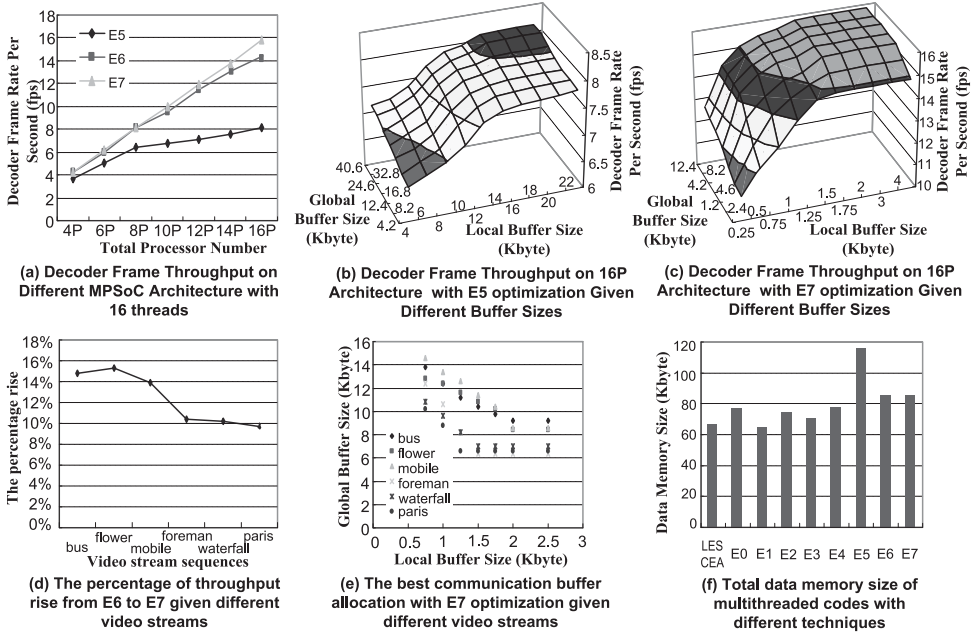 Decoder Frame Rate Per
Second (fps)
18
16
14
12
10
8
6
4
2
0
E5
E6
E7
4P 6P 8P 10P 12P 14P 16P
Total Processor Number
(a) Decoder Frame Throughput on
Different MPSoC Architecture with
16 threads
8.5
8
7.5
7
6.5
6
Decoder Frame Rate
Per Second (fps)
40.6
32.8
24.6
16.8
12.4
8.2
4.2
Global
Buffer Size
(Kbyte)
4 6 8 10 12 14 16 18 20 22
Local Buffer Size
(Kbyte)
(b) Decoder Frame Throughput on 16P
Architecture with E5 optimization Given
Different Buffer Sizes
16
15
14
13
12
11
10
Decoder Frame Rate
Per Second (fps)
12.4
8.2
4.6
2.4
1.2
Global
Buffer Size
(Kbyte)
0.25 0.5 0.75 1 1.25 1.5 1.75 2 3 4
Local Buffer Size
(Kbyte)
(c) Decoder Frame Throughput on 16P
Architecture with E7 optimization Given
Different Buffer Sizes
The percentage rise
18%
16%
14%
12%
10%
8%
6%
4%
2%
0%
bus flower mobile foreman waterfall paris
Video stream sequences
(d) The percentage of throughput
rise from E6 to E7 given different
video streams
Global Buffer Size (Kbyte)
16
14
12
10
8
6
4
2
0
bus
flower
mobile
foreman
waterfall
paris
0 0.5 1 1.5 2 2.5 3
Local Buffer Size (Kbyte)
(e) The best communication buffer
allocation with E7 optimization given
different video streams
Data Memory Size (Kbyte)
120
100
80
60
40
20
0
LES
CEA
E0 E1 E2 E3 E4 E5 E6 E7
(f) Total data memory size of
multithreaded codes with
different techniques